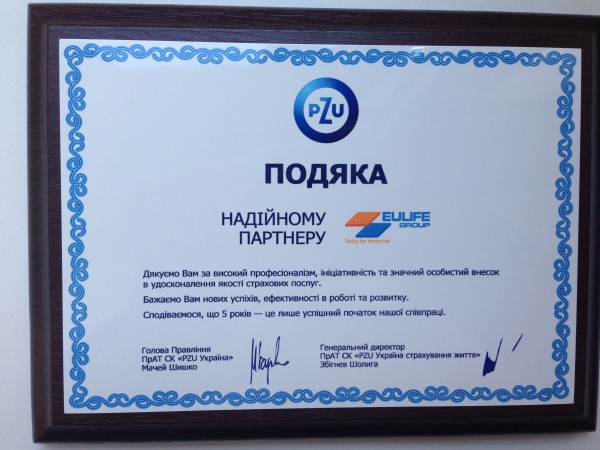 PZU
ПОДЯКА
НАДІЙНОМУ
ПАРТНЕРУ
EULIFE
GROUP
Today for tomorrow
Дякуємо Вам за високий професіоналізм, ініціативність та значний особистий внесок
в удосконалення якості страхових послуг.
Бажаємо Вам нових успіхів, ефективності в роботі та розвитку.
Сподіваємося, що 5 років — це лише успішний початок нашої співпраці.
Голова Правління
ПрАТ СК «PZU Україна»
Мачей Шишко
Генеральний директор
ПрАТ СК «PZU Україна страхування життя»
Збігнєв Шолига